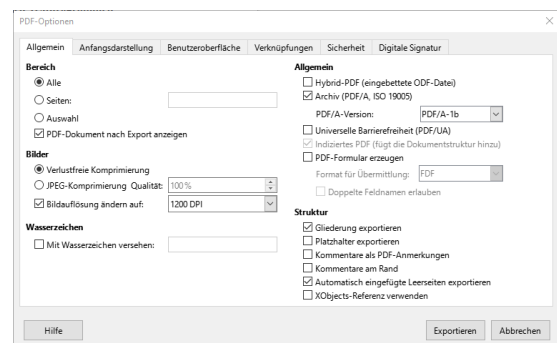 PDF-Optionen
Allgemein Anfangsdarstellung Benutzeroberfläche Verknüpfungen Sicherheit Digitale Signatur
Bereich
Alle
Seiten:
Auswahl
PDF-Dokument nach Export anzeigen
Bilder
Verlustfreie Komprimierung
JPEG-Komprimierung Qualität: 100 %
Bildauflösung ändern auf: 1200 DPI
Wasserzeichen
Mit Wasserzeichen versehen:
Allgemein
Hybrid-PDF (eingebettete ODF-Datei)
Archiv (PDF/A, ISO 19005)
PDF/A-Version: PDF/A-1b
Universelle Barrierefreiheit (PDF/UA)
Indiziertes PDF (fügt die Dokumentstruktur hinzu)
PDF-Formular erzeugen
Format für Übermittlung: FDF
Doppelte Feldnamen erlauben
Struktur
Gliederung exportieren
Platzhalter exportieren
Kommentare als PDF-Anmerkungen
Kommentare am Rand
Automatisch eingefügte Leerseiten exportieren
XObjects-Referenz verwenden
Hilfe Exportieren Abbrechen